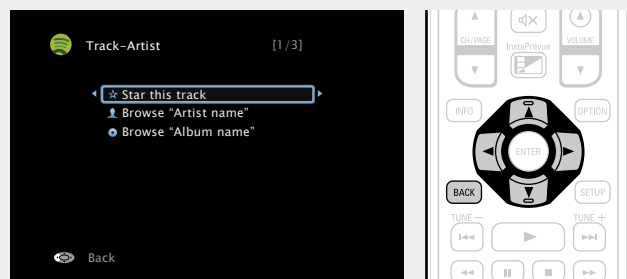 Track-Artist [1/3]
☆ Star this track
Browse “Artist name”
Browse “Album name”
Back
CH/PAGE
InstaPrevue
VOLUME
INFO
OPTION
ENTER
BACK
SETUP
TUNE −
TUNE +